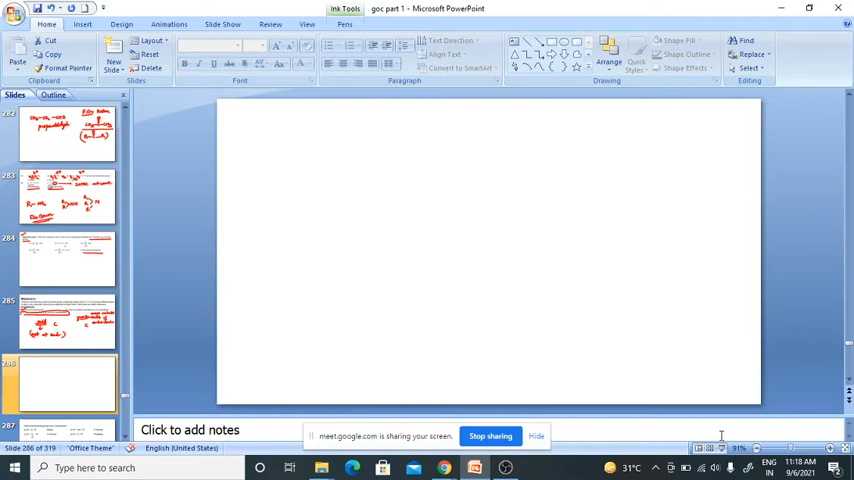 Ink Tools
goc part 1 - Microsoft PowerPoint
Home Insert Design Animations Slide Show Review View Pens
Cut
Copy
Format Painter
Paste
Clipboard
New
Slide
Layout
Reset
Delete
Slides
Font
Text Direction
Align Text
Convert to SmartArt
Paragraph
Arrange
Quick
Styles
Shape Fill
Shape Outline
Shape Effects
Drawing
Find
Replace
Select
Editing
Slides Outline
282
283
284
285
286
287
Click to add notes
meet.google.com is sharing your screen. Stop sharing Hide
Slide 286 of 319 "Office Theme" English (United States) 91%
Type here to search
31°C
ENG
IN
11:18 AM
9/6/2021
2